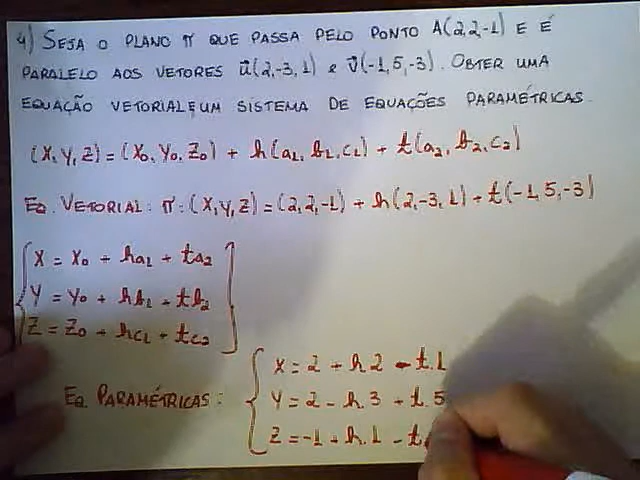 4) SEJA O PLANO π QUE PASSA PELO PONTO A(2,2,-1) E É
PARALELO AOS VETORES u⃗(2,-3,1) e v⃗(-1,5,-3). OBTER UMA
EQUAÇÃO VETORIAL E UM SISTEMA DE EQUAÇÕES PARAMÉTRICAS.
(X,Y,Z) = (X₀,Y₀,Z₀) + h(a₁,b₁,c₁) + t(a₂,b₂,c₂)
EQ. VETORIAL: π: (X,Y,Z) = (2,2,-1) + h(2,-3,1) + t(-1,5,-3)
X = X₀ + ha₁ + ta₂
Y = Y₀ + hb₁ + tb₂
Z = Z₀ + hc₁ + tc₂
EQ. PARAMÉTRICAS:
X = 2 + h.2 - t.1
Y = 2 - h.3 + t.5
Z = -1 + h.1 - t.